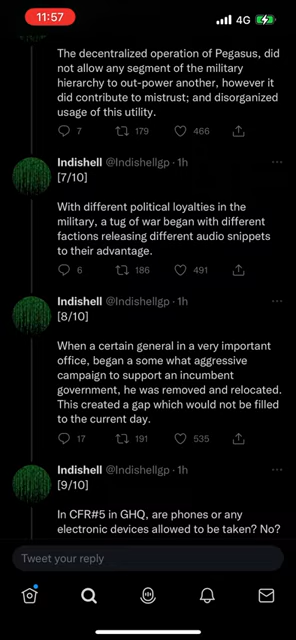 11:57
4G
The decentralized operation of Pegasus, did
not allow any segment of the military
hierarchy to out-power another, however it
did contribute to mistrust; and disorganized
usage of this utility.
7 179 466
Indishell @Indishellgp · 1h
[7/10]
With different political loyalties in the
military, a tug of war began with different
factions releasing different audio snippets
to their advantage.
6 186 491
Indishell @Indishellgp · 1h
[8/10]
When a certain general in a very important
office, began a some what aggressive
campaign to support an incumbent
government, he was removed and relocated.
This created a gap which would not be filled
to the current day.
17 191 535
Indishell @Indishellgp · 1h
[9/10]
In CFR#5 in GHQ, are phones or any
electronic devices allowed to be taken? No?
Tweet your reply